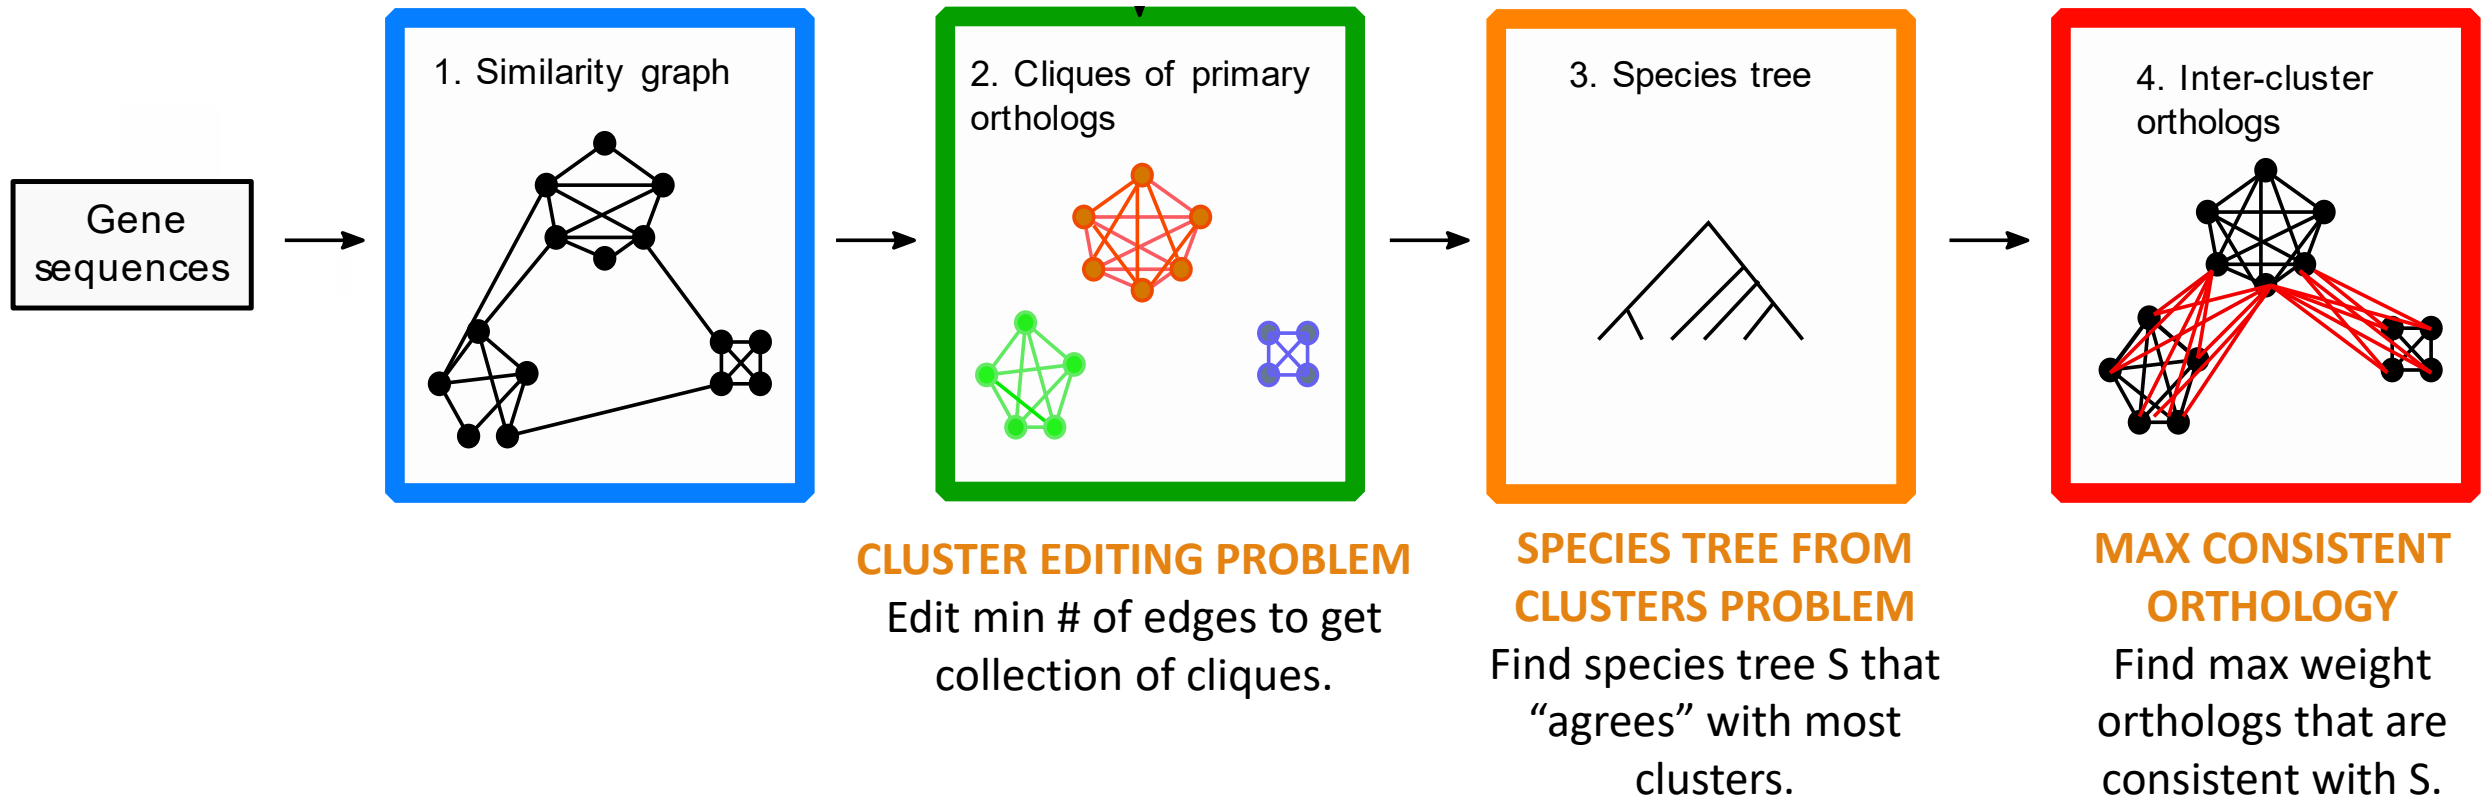 Gene
sequences
1. Similarity graph
2. Cliques of primary
orthologs
3. Species tree
4. Inter-cluster
orthologs
CLUSTER EDITING PROBLEM
Edit min # of edges to get
collection of cliques.
SPECIES TREE FROM
CLUSTERS PROBLEM
Find species tree S that
“agrees” with most
clusters.
MAX CONSISTENT
ORTHOLOGY
Find max weight
orthologs that are
consistent with S.